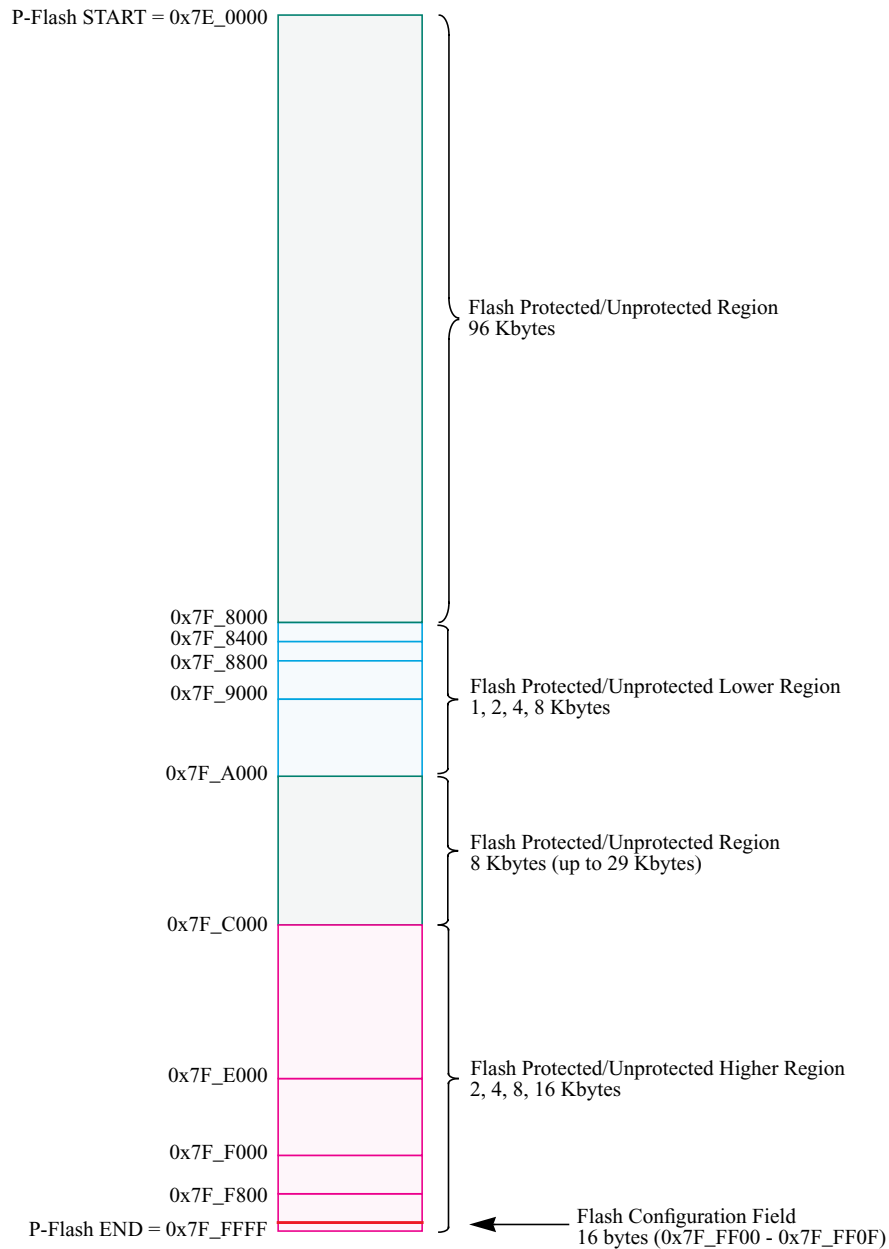 P-Flash START = 0x7E_0000
Flash Protected/Unprotected Region
96 Kbytes
0x7F_8000
0x7F_8400
0x7F_8800
0x7F_9000
Flash Protected/Unprotected Lower Region
1, 2, 4, 8 Kbytes
0x7F_A000
Flash Protected/Unprotected Region
8 Kbytes (up to 29 Kbytes)
0x7F_C000
0x7F_E000
Flash Protected/Unprotected Higher Region
2, 4, 8, 16 Kbytes
0x7F_F000
0x7F_F800
P-Flash END = 0x7F_FFFF
Flash Configuration Field
16 bytes (0x7F_FF00 - 0x7F_FF0F)